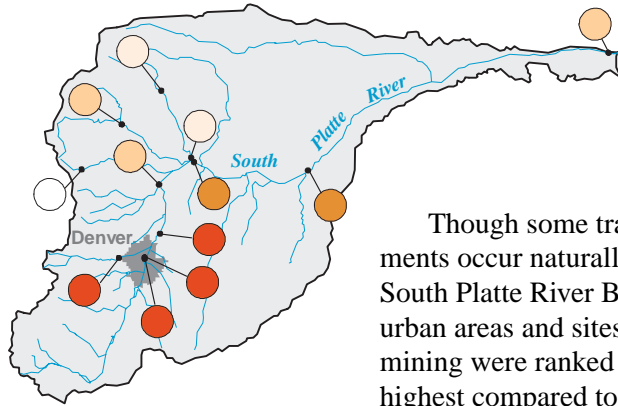 South Platte River
Denver
Though some tra
ments occur naturally
South Platte River B
urban areas and sites
mining were ranked
highest compared to